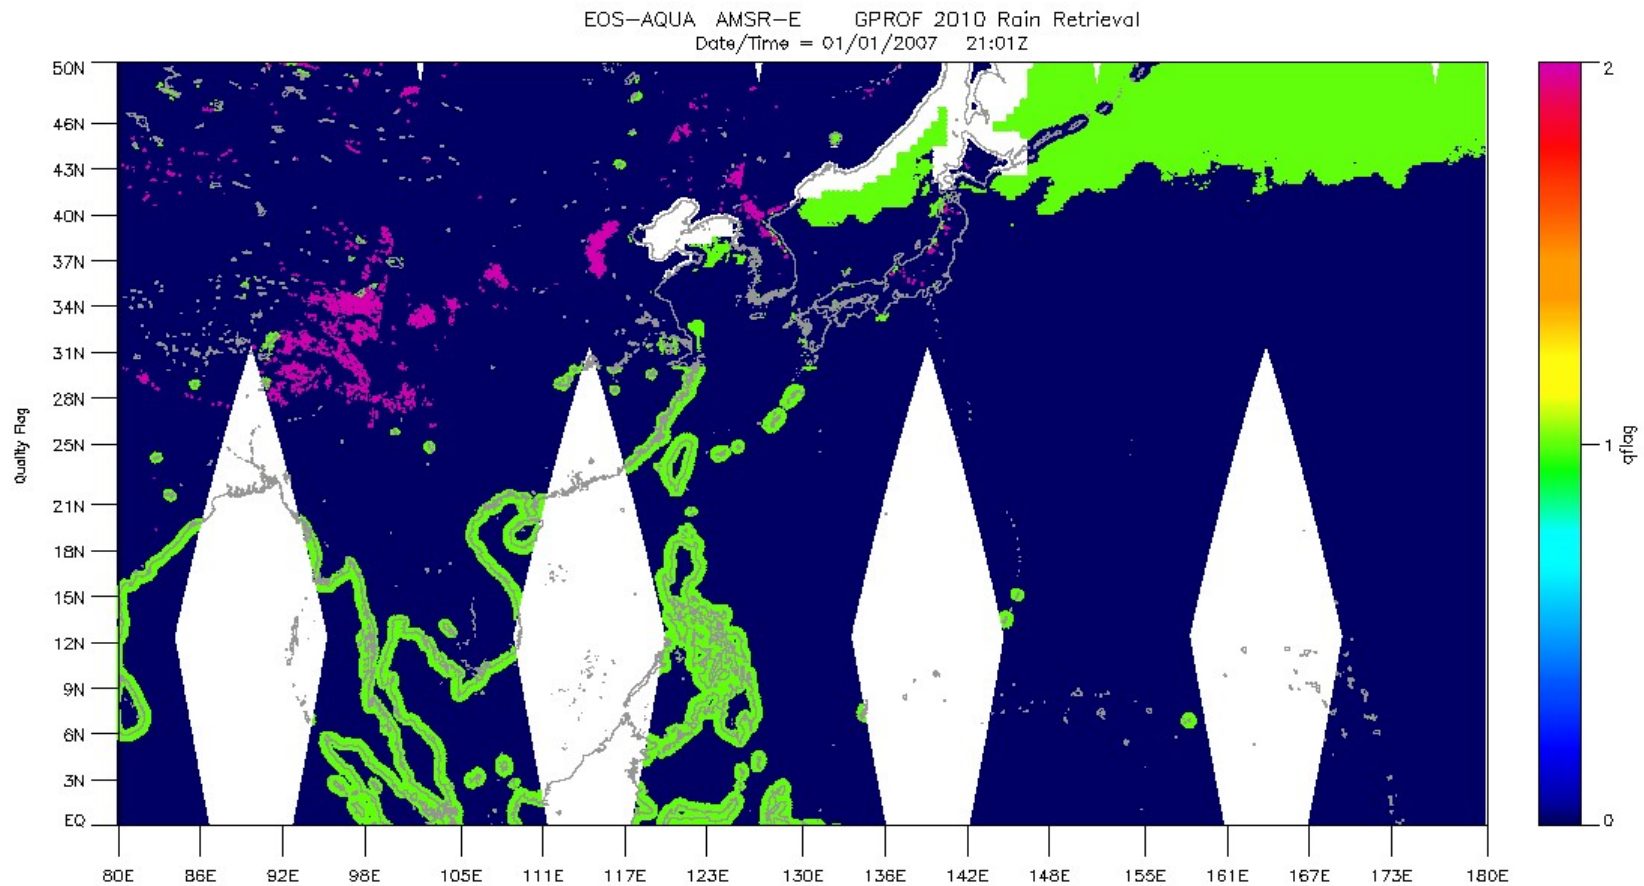 EOS-AQUA AMSR-E GPROF 2010 Rain Retrieval
Date/Time = 01/01/2007 21:01Z
50N
46N
43N
40N
37N
34N
31N
28N
25N
21N
18N
15N
12N
9N
6N
3N
EQ
Quality Flag
80E 86E 92E 98E 105E 111E 117E 123E 130E 136E 142E 148E 155E 161E 167E 173E 180E
2
1
0
qflag